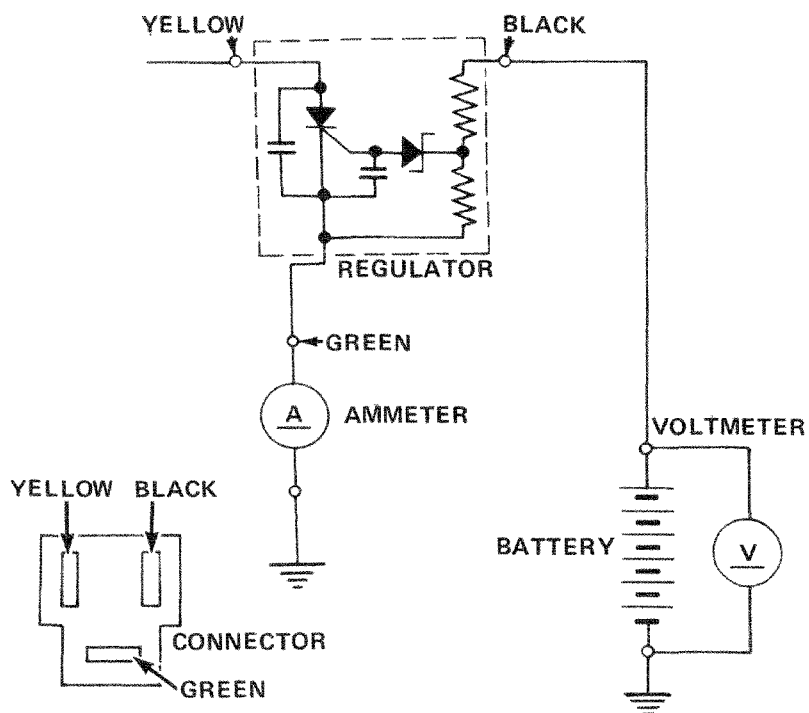 YELLOW
BLACK
REGULATOR
GREEN
A
AMMETER
VOLTMETER
YELLOW
BLACK
BATTERY
V
CONNECTOR
GREEN